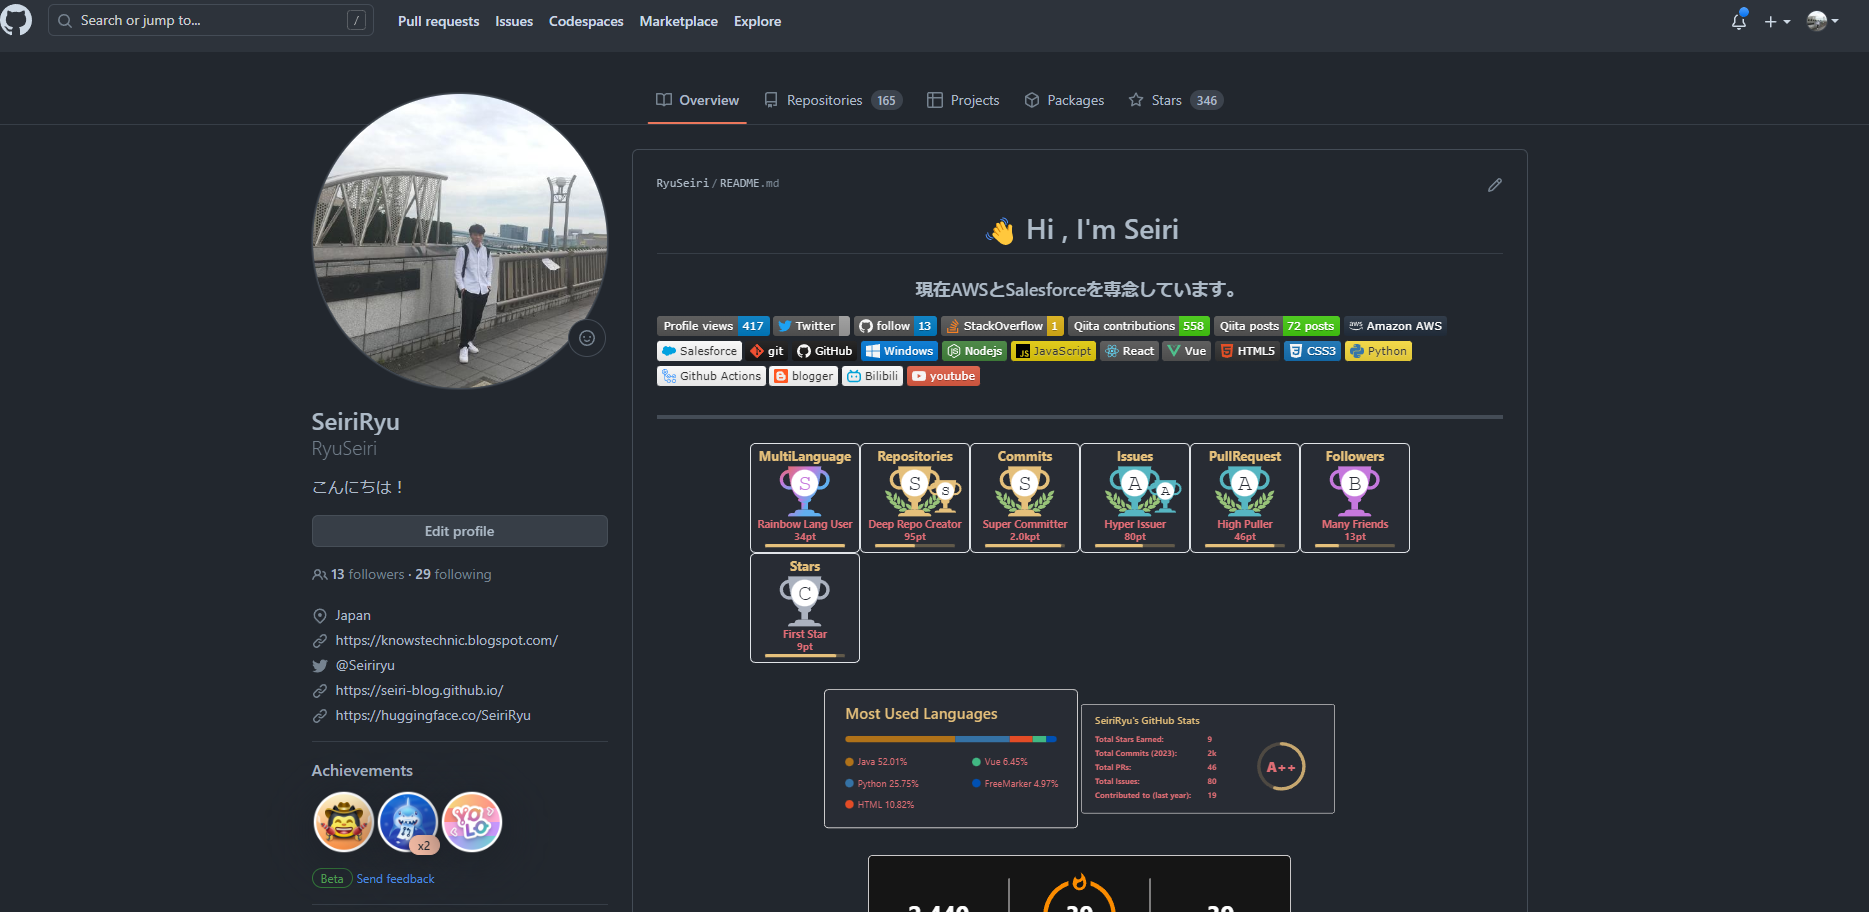 Search or jump to...
/
Pull requests Issues Codespaces Marketplace Explore
Overview Repositories 165 Projects Packages Stars 346
SeiriRyu
RyuSeiri
こんにちは！
Edit profile
13 followers · 29 following
Japan
https://knowstechnic.blogspot.com/
@Seiriryu
https://seiri-blog.github.io/
https://huggingface.co/SeiriRyu
Achievements
YOLO
x2
Beta Send feedback
RyuSeiri/README.md
👋 Hi , I'm Seiri
現在AWSとSalesforceを専念しています。
Profile views 417 Twitter follow 13 StackOverflow 1 Qiita contributions 558 Qiita posts 72 posts aws Amazon AWS
Salesforce git GitHub Windows Nodejs JS JavaScript React Vue HTML5 CSS3 Python
Github Actions blogger Bilibili youtube
MultiLanguage
S
Rainbow Lang User
34pt
Repositories
S S
Deep Repo Creator
95pt
Commits
S
Super Committer
2.0kpt
Issues
A A
Hyper Issuer
80pt
PullRequest
A
High Puller
46pt
Followers
B
Many Friends
13pt
Stars
C
First Star
9pt
Most Used Languages
Java 52.01%
Python 25.75%
HTML 10.82%
Vue 6.45%
FreeMarker 4.97%
SeiriRyu's GitHub Stats
Total Stars Earned: 9
Total Commits (2023): 2k
Total PRs: 46
Total Issues: 80
Contributed to (last year): 19
A++